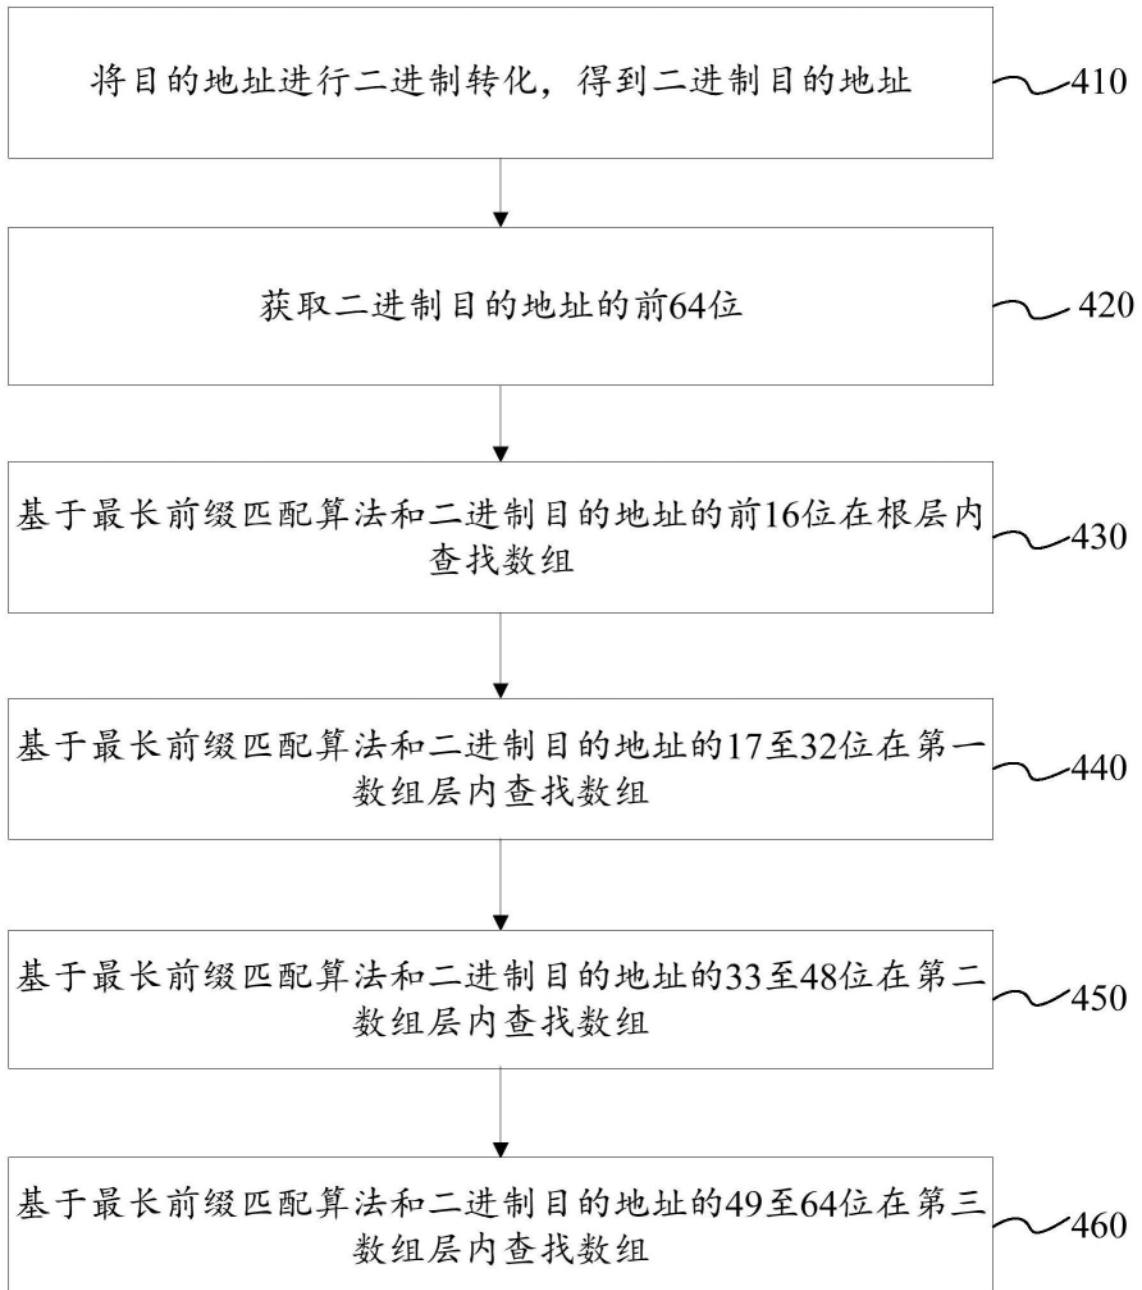 将目的地址进行二进制转化，得到二进制目的地址
410
获取二进制目的地址的前64位
420
基于最长前缀匹配算法和二进制目的地址的前16位在根层内
查找数组
430
基于最长前缀匹配算法和二进制目的地址的17至32位在第一
数组层内查找数组
440
基于最长前缀匹配算法和二进制目的地址的33至48位在第二
数组层内查找数组
450
基于最长前缀匹配算法和二进制目的地址的49至64位在第三
数组层内查找数组
460